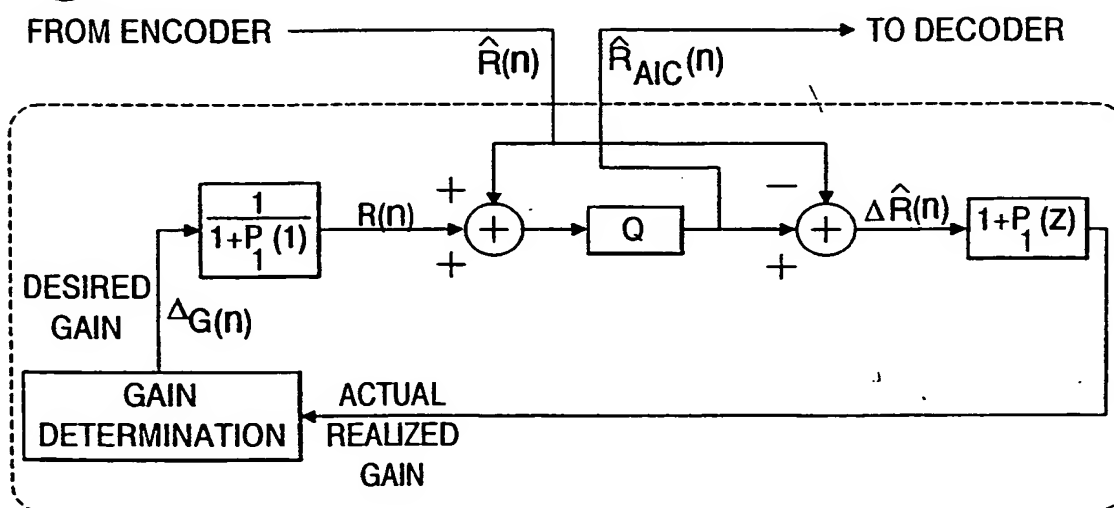 FROM ENCODER
R̂(n)
R̂AIC(n)
TO DECODER
1
1+P1(1)
R(n)
+
+
+
Q
−
+
+
ΔR̂(n)
1+P1(z)
DESIRED
GAIN
ΔG(n)
GAIN
DETERMINATION
ACTUAL
REALIZED
GAIN